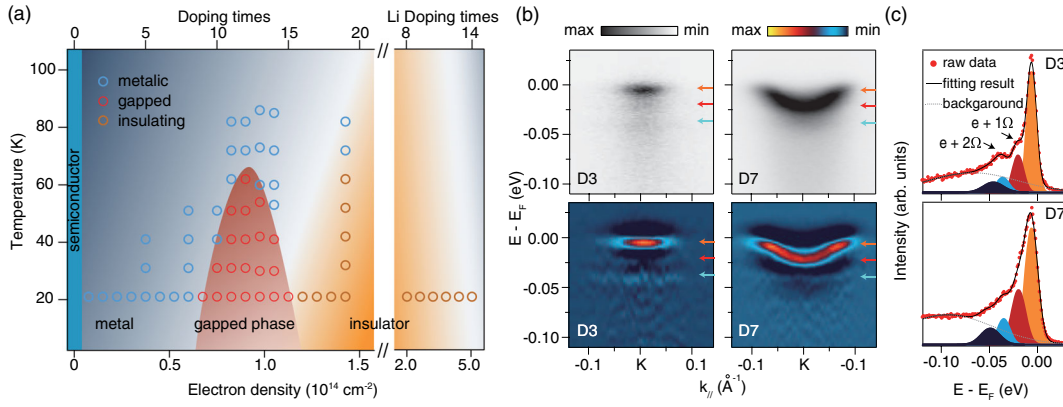 (a)
Doping times
Li Doping times
0 5 10 15 20 // 8 14
100
80
60
40
20
Temperature (K)
metalic
gapped
insulating
semiconductor
metal
gapped phase
insulator
0 0.5 1.0 1.5 // 4.2 5.0
Electron density (10¹⁴ cm⁻²)
(b)
max min
max min
0.00
-0.05
-0.10
D3
D7
E - E_F (eV)
0.00
-0.05
-0.10
D3
D7
-0.1 K -0.1
-0.1 K -0.1
k_// (Å⁻¹)
(c)
raw data
D3
fitting result
backgaround
e + 1Ω
e + 2Ω
D7
Intensity (arb. units)
-0.10 -0.05 0.00
E - E_F (eV)